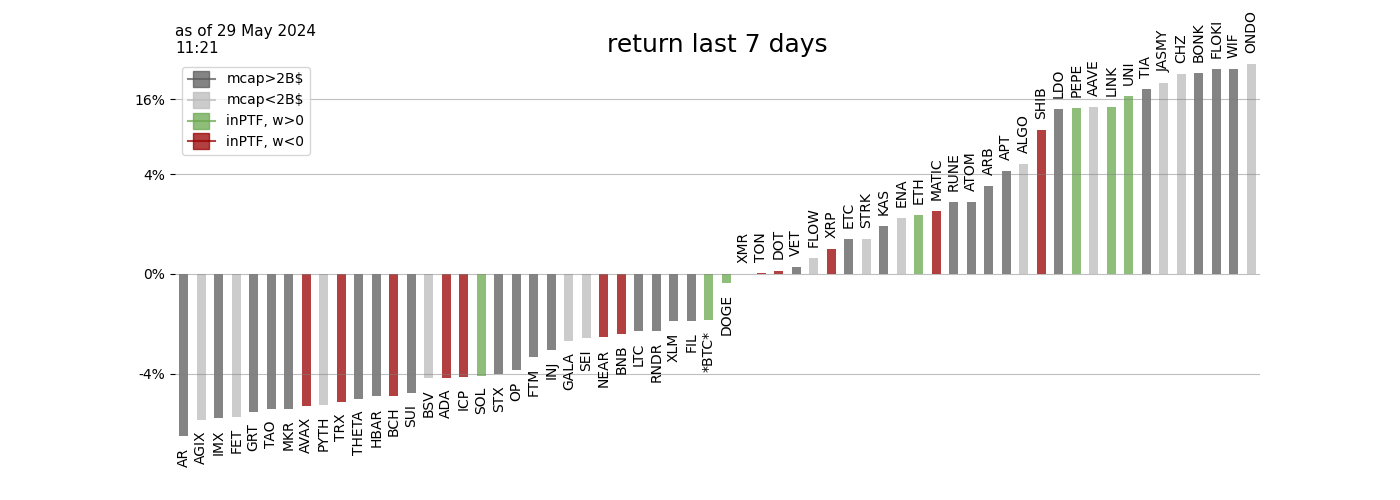 as of 29 May 2024
11:21
return last 7 days
mcap>2B$
mcap<2B$
inPTF, w>0
inPTF, w<0
16%
4%
0%
-4%
AR
AGIX
IMX
FET
GRT
TAO
MKR
AVAX
PYTH
TRX
THETA
HBAR
BCH
SUI
BSV
ADA
ICP
SOL
STX
OP
FTM
INJ
GALA
SEI
NEAR
BNB
LTC
RNDR
XLM
FIL
*BTC*
DOGE
XMR
TON
DOT
VET
FLOW
XRP
ETC
STRK
KAS
ENA
ETH
MATIC
RUNE
ATOM
ARB
APT
ALGO
SHIB
LDO
PEPE
AAVE
LINK
UNI
TIA
JASMY
CHZ
BONK
FLOKI
WIF
ONDO